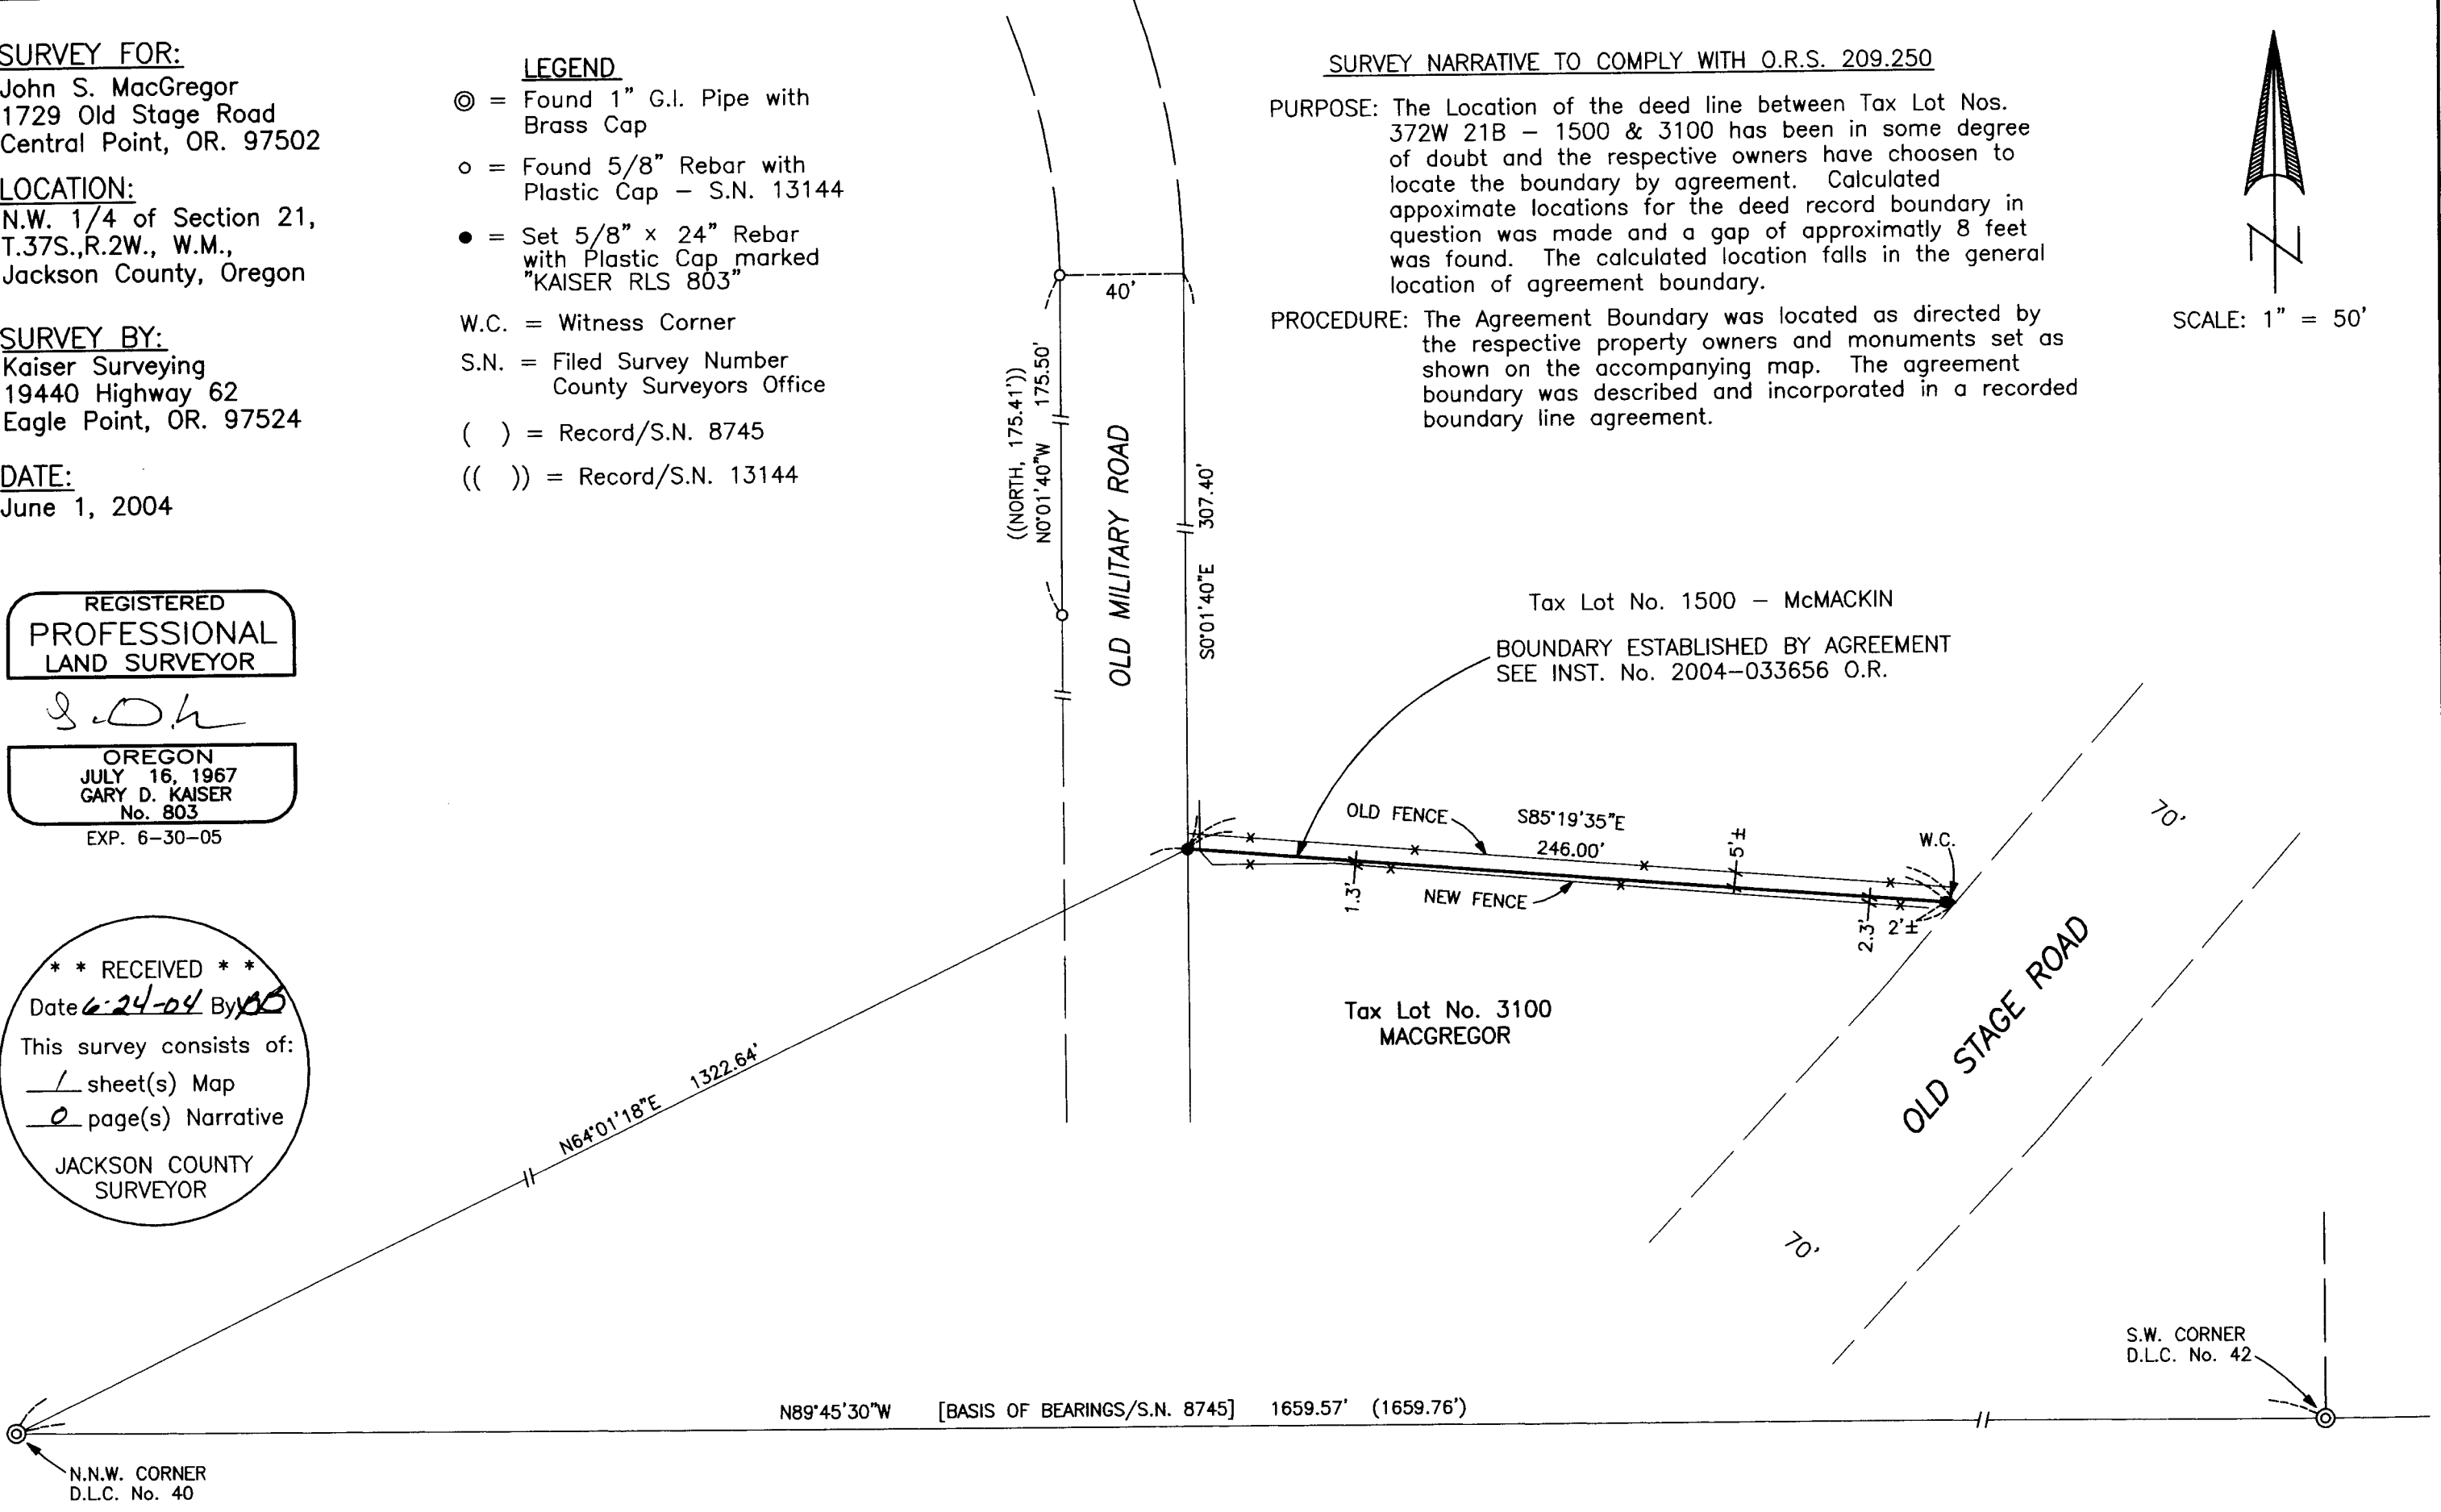 SURVEY FOR:
John S. MacGregor
1729 Old Stage Road
Central Point, OR. 97502
LOCATION:
N.W. 1/4 of Section 21,
T.37S.,R.2W., W.M.,
Jackson County, Oregon
SURVEY BY:
Kaiser Surveying
19440 Highway 62
Eagle Point, OR. 97524
DATE:
June 1, 2004
REGISTERED
PROFESSIONAL
LAND SURVEYOR
OREGON
JULY 16, 1967
GARY D. KAISER
No. 803
EXP. 6-30-05
* * RECEIVED * *
Date 6-24-04 By
This survey consists of:
1 sheet(s) Map
0 page(s) Narrative
JACKSON COUNTY
SURVEYOR
LEGEND
= Found 1" G.I. Pipe with
Brass Cap
= Found 5/8" Rebar with
Plastic Cap - S.N. 13144
= Set 5/8" x 24" Rebar
with Plastic Cap marked
"KAISER RLS 803"
W.C. = Witness Corner
S.N. = Filed Survey Number
County Surveyors Office
( ) = Record/S.N. 8745
(( )) = Record/S.N. 13144
SURVEY NARRATIVE TO COMPLY WITH O.R.S. 209.250
PURPOSE: The Location of the deed line between Tax Lot Nos.
372W 21B - 1500 & 3100 has been in some degree
of doubt and the respective owners have choosen to
locate the boundary by agreement. Calculated
appoximate locations for the deed record boundary in
question was made and a gap of approximatly 8 feet
was found. The calculated location falls in the general
location of agreement boundary.
PROCEDURE: The Agreement Boundary was located as directed by
the respective property owners and monuments set as
shown on the accompanying map. The agreement
boundary was described and incorporated in a recorded
boundary line agreement.
N
SCALE: 1" = 50'
40'
((NORTH, 175.41'))
N0°01'40"W 175.50'
OLD MILITARY ROAD
S0°01'40"E 307.40'
Tax Lot No. 1500 - McMACKIN
BOUNDARY ESTABLISHED BY AGREEMENT
SEE INST. No. 2004-033656 O.R.
OLD FENCE
S85°19'35"E
246.00'
5'±
W.C.
1.3'
NEW FENCE
2.3'
2'±
70'
OLD STAGE ROAD
70'
Tax Lot No. 3100
MACGREGOR
N64°01'18"E 1322.64'
S.W. CORNER
D.L.C. No. 42
N89°45'30"W [BASIS OF BEARINGS/S.N. 8745] 1659.57' (1659.76')
N.N.W. CORNER
D.L.C. No. 40